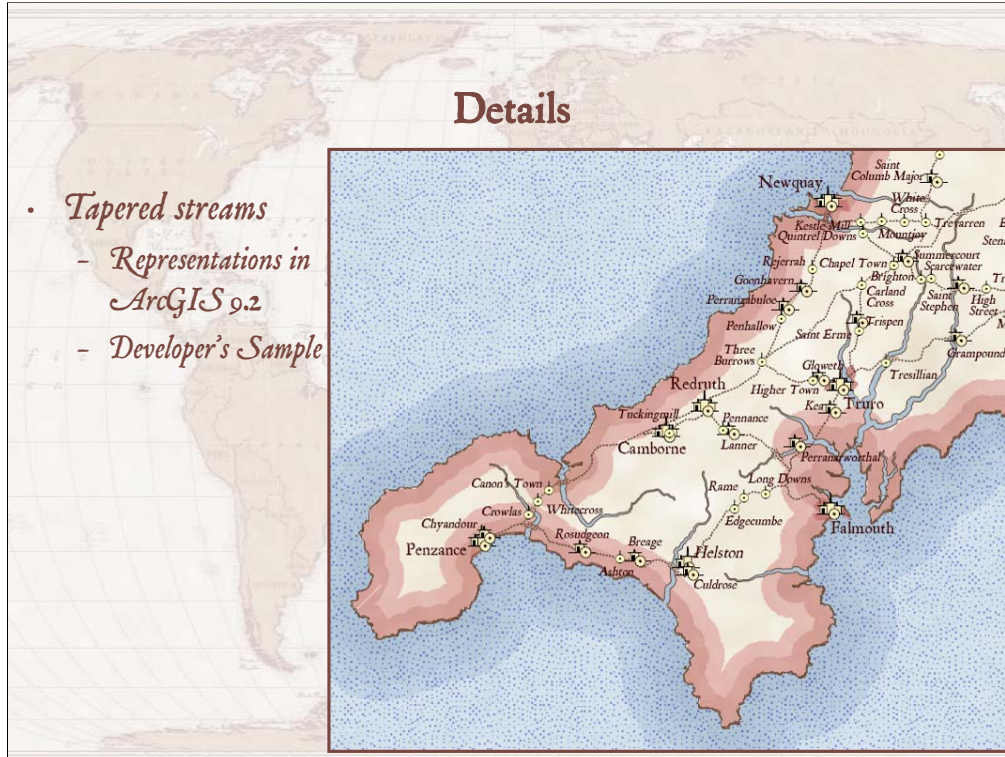 Details
• Tapered streams
– Representations in
ArcGIS 9.2
– Developer's Sample
Saint
Columb Major
Newquay
White
Cross
Kestle Mill
Trevarren
Quintrel Downs
Mountjoy
Rejerrah
Chapel Town
Summercourt
Scarcewater
Goonhavern
Brighton
Carland
Cross
Saint
Stephen
High
Street
Perranzabuloe
Penhallow
Saint Erme
Trispen
Three
Burrows
Grampound
Gloweth
Tresillian
Redruth
Higher Town
Truro
Tuckingmill
Pennance
Kea
Camborne
Lanner
Perranarworthal
Canon's Town
Rame
Long Downs
Crowlas
Whitecross
Edgecumbe
Chyandour
Falmouth
Penzance
Rosudgeon
Breage
Helston
Ashton
Culdrose